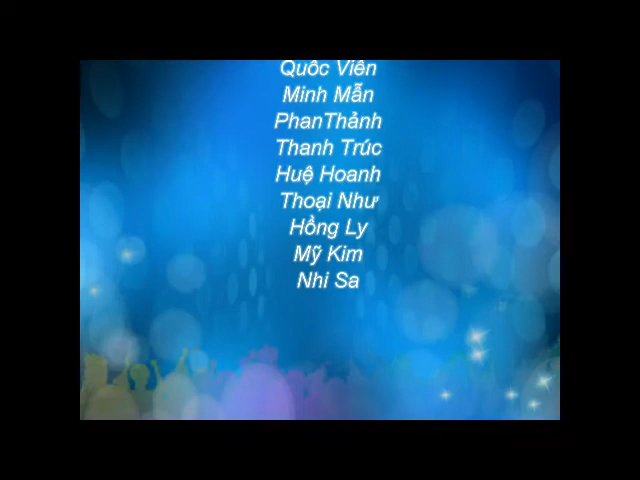 Quốc Viên
Minh Mẫn
PhanThảnh
Thanh Trúc
Huệ Hoanh
Thoại Như
Hồng Ly
Mỹ Kim
Nhi Sa